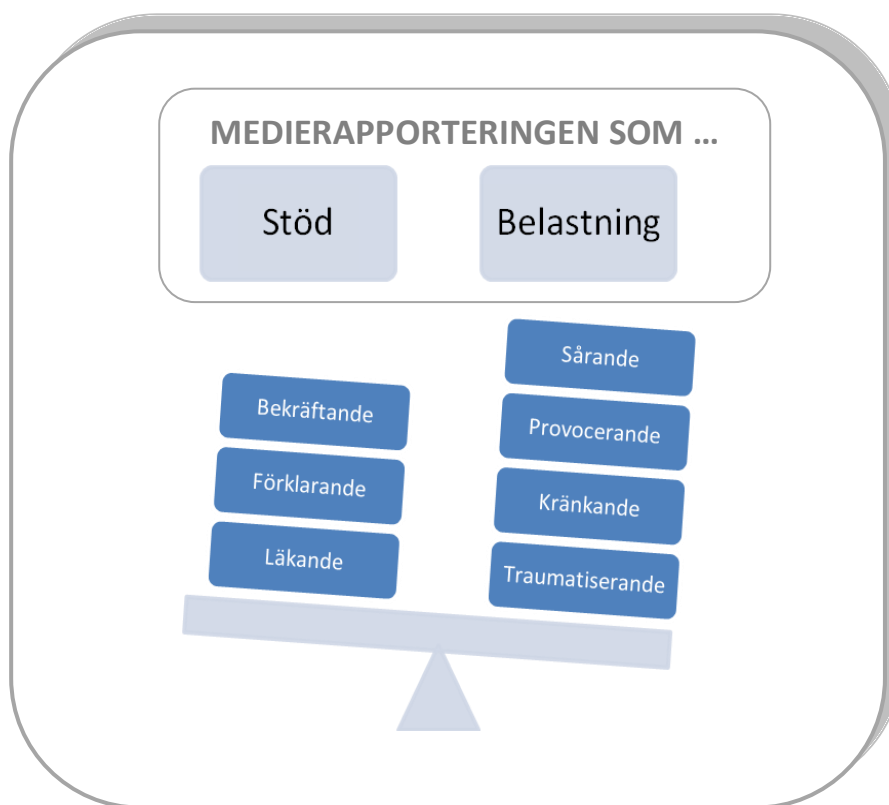 MEDIERAPPORTERINGEN SOM …
Stöd
Belastning
Bekräftande
Förklarande
Läkande
Sårande
Provocerande
Kränkande
Traumatiserande